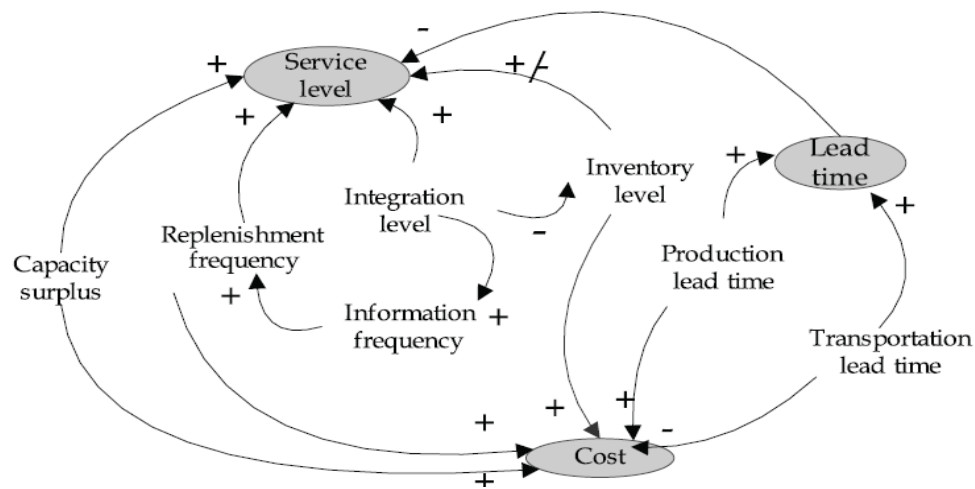 -
+
Service
level
+/-
+
+
Lead
time
+
+
Inventory
level
Integration
level
-
+
Replenishment
frequency
Capacity
surplus
Production
lead time
+
Information
frequency
+
Transportation
lead time
+
+
+
-
Cost
+